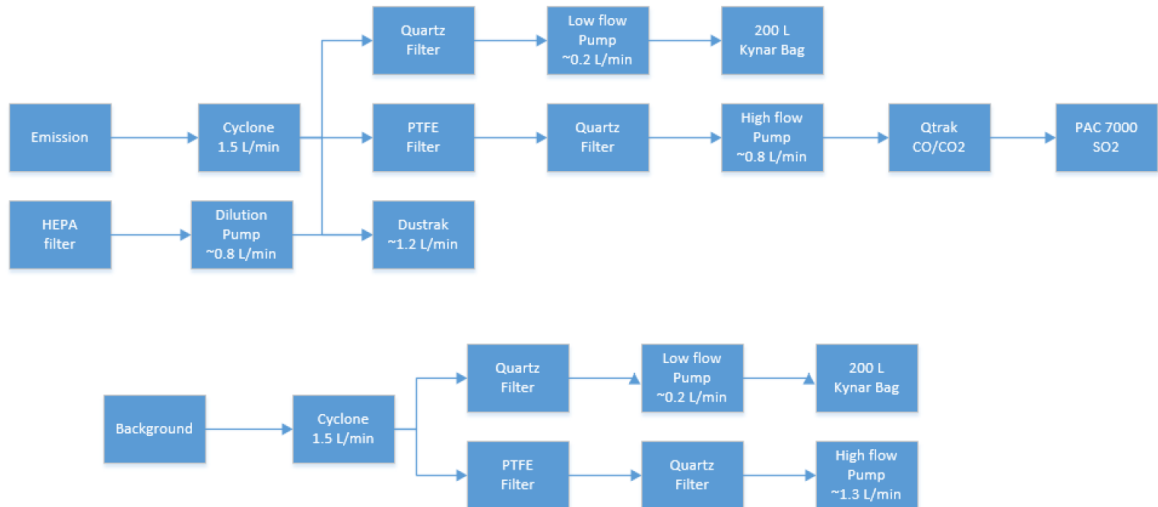 Quartz
Filter
Low flow
Pump
~0.2 L/min
200 L
Kynar Bag
Emission
Cyclone
1.5 L/min
PTFE
Filter
Quartz
Filter
High flow
Pump
~0.8 L/min
Qtrak
CO/CO2
PAC 7000
SO2
HEPA
filter
Dilution
Pump
~0.8 L/min
Dustrak
~1.2 L/min
Quartz
Filter
Low flow
Pump
~0.2 L/min
200 L
Kynar Bag
Background
Cyclone
1.5 L/min
PTFE
Filter
Quartz
Filter
High flow
Pump
~1.3 L/min